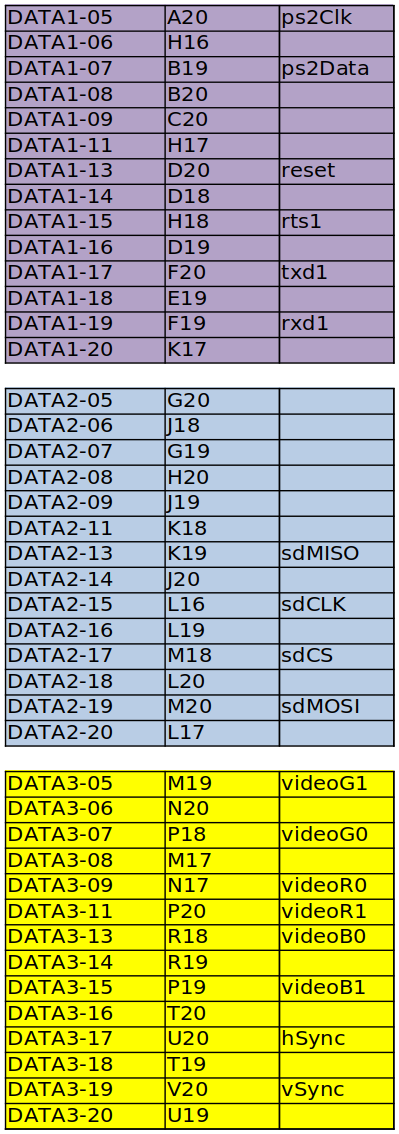 DATA1-05 A20 ps2Clk
DATA1-06 H16
DATA1-07 B19 ps2Data
DATA1-08 B20
DATA1-09 C20
DATA1-11 H17
DATA1-13 D20 reset
DATA1-14 D18
DATA1-15 H18 rts1
DATA1-16 D19
DATA1-17 F20 txd1
DATA1-18 E19
DATA1-19 F19 rxd1
DATA1-20 K17
DATA2-05 G20
DATA2-06 J18
DATA2-07 G19
DATA2-08 H20
DATA2-09 J19
DATA2-11 K18
DATA2-13 K19 sdMISO
DATA2-14 J20
DATA2-15 L16 sdCLK
DATA2-16 L19
DATA2-17 M18 sdCS
DATA2-18 L20
DATA2-19 M20 sdMOSI
DATA2-20 L17
DATA3-05 M19 videoG1
DATA3-06 N20
DATA3-07 P18 videoG0
DATA3-08 M17
DATA3-09 N17 videoR0
DATA3-11 P20 videoR1
DATA3-13 R18 videoB0
DATA3-14 R19
DATA3-15 P19 videoB1
DATA3-16 T20
DATA3-17 U20 hSync
DATA3-18 T19
DATA3-19 V20 vSync
DATA3-20 U19